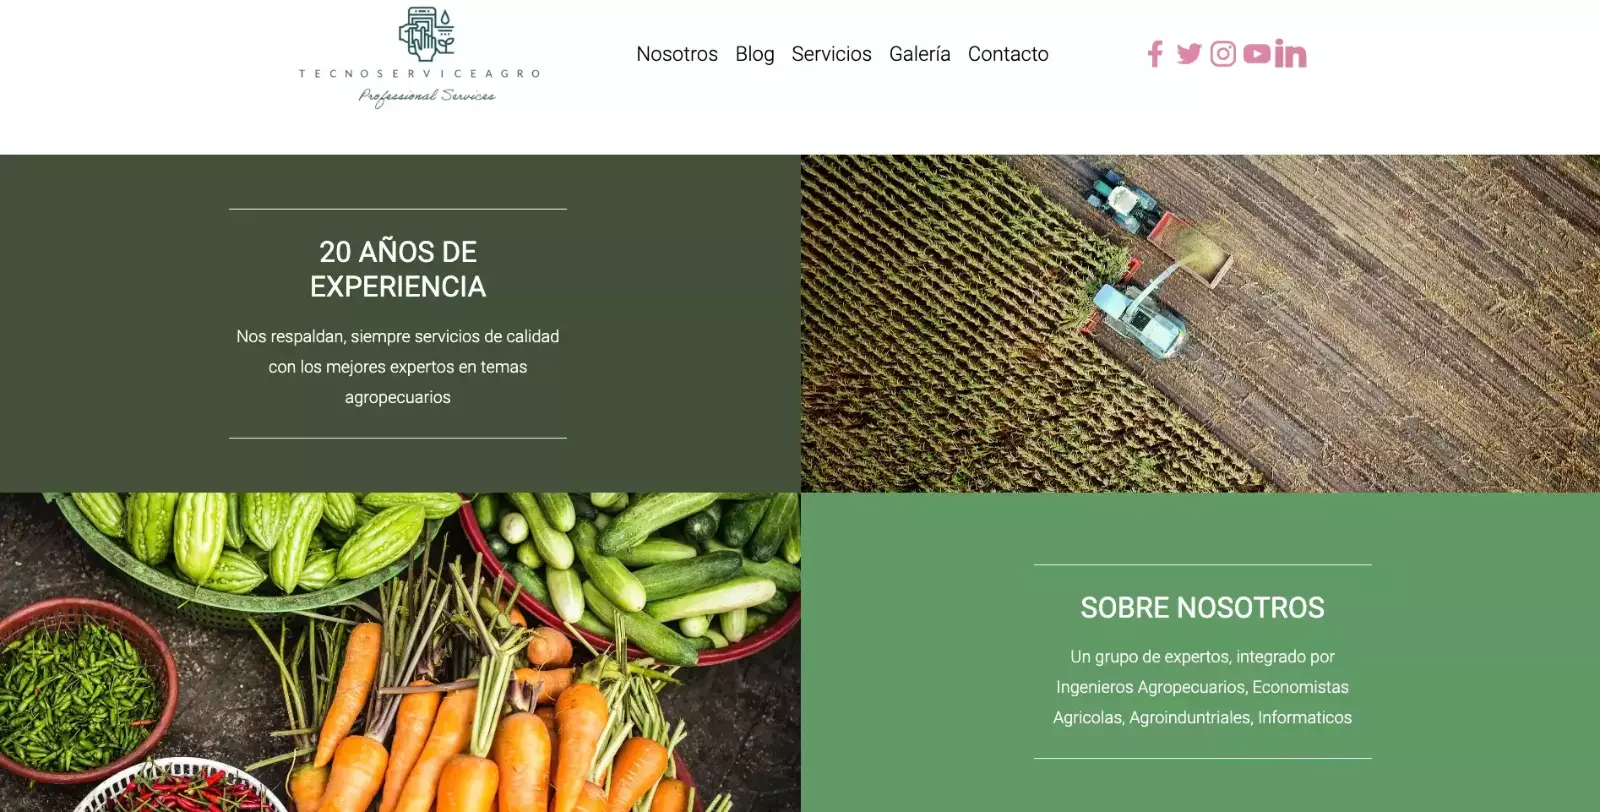 TECNOSERVICEAGRO
Professional Services
Nosotros Blog Servicios Galería Contacto
20 AÑOS DE
EXPERIENCIA
Nos respaldan, siempre servicios de calidad
con los mejores expertos en temas
agropecuarios
SOBRE NOSOTROS
Un grupo de expertos, integrado por
Ingenieros Agropecuarios, Economistas
Agricolas, Agroinduntriales, Informaticos